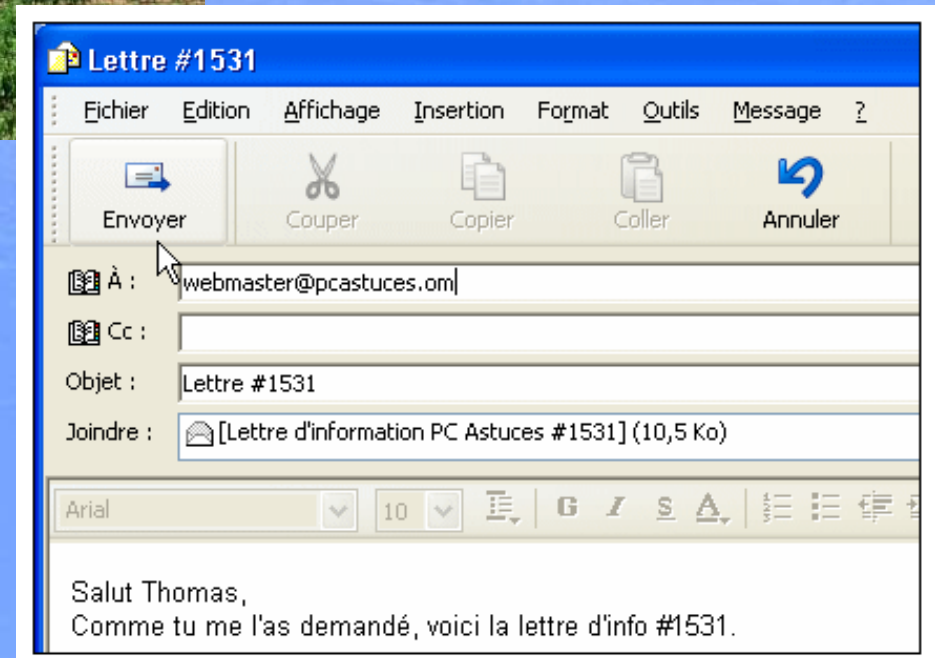 Lettre #1531
Fichier Edition Affichage Insertion Format Outils Message ?
Envoyer Couper Copier Coller Annuler
À : webmaster@pcastuces.om
Cc :
Objet : Lettre #1531
Joindre : [Lettre d'information PC Astuces #1531] (10,5 Ko)
Arial 10 G I S A
Salut Thomas,
Comme tu me l'as demandé, voici la lettre d'info #1531.